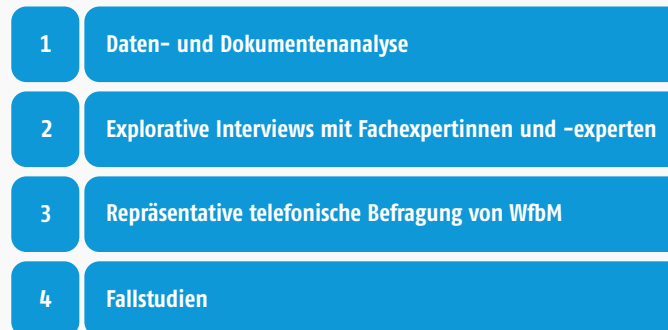 1 Daten- und Dokumentenanalyse
2 Explorative Interviews mit Fachexpertinnen und -experten
3 Repräsentative telefonische Befragung von WfbM
4 Fallstudien